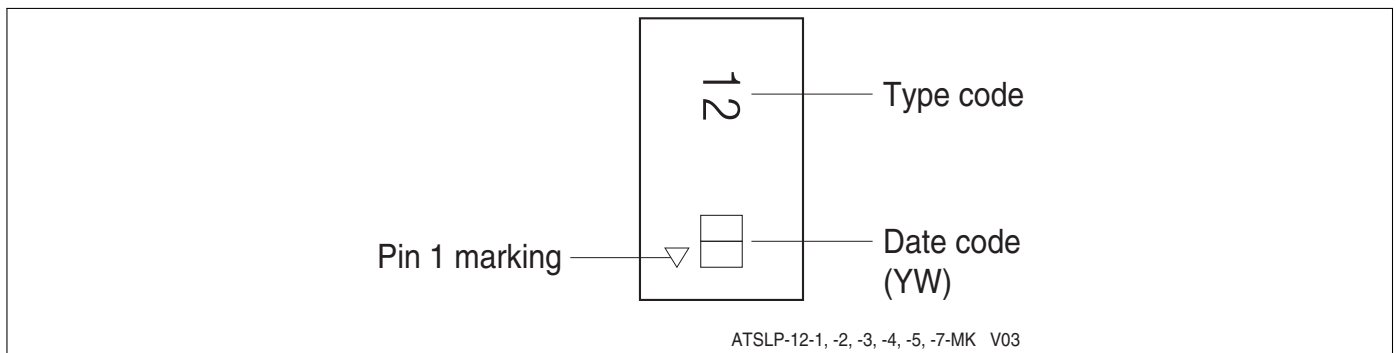 12
Type code
Pin 1 marking
Date code
(YW)
ATSLP-12-1, -2, -3, -4, -5, -7-MK V03